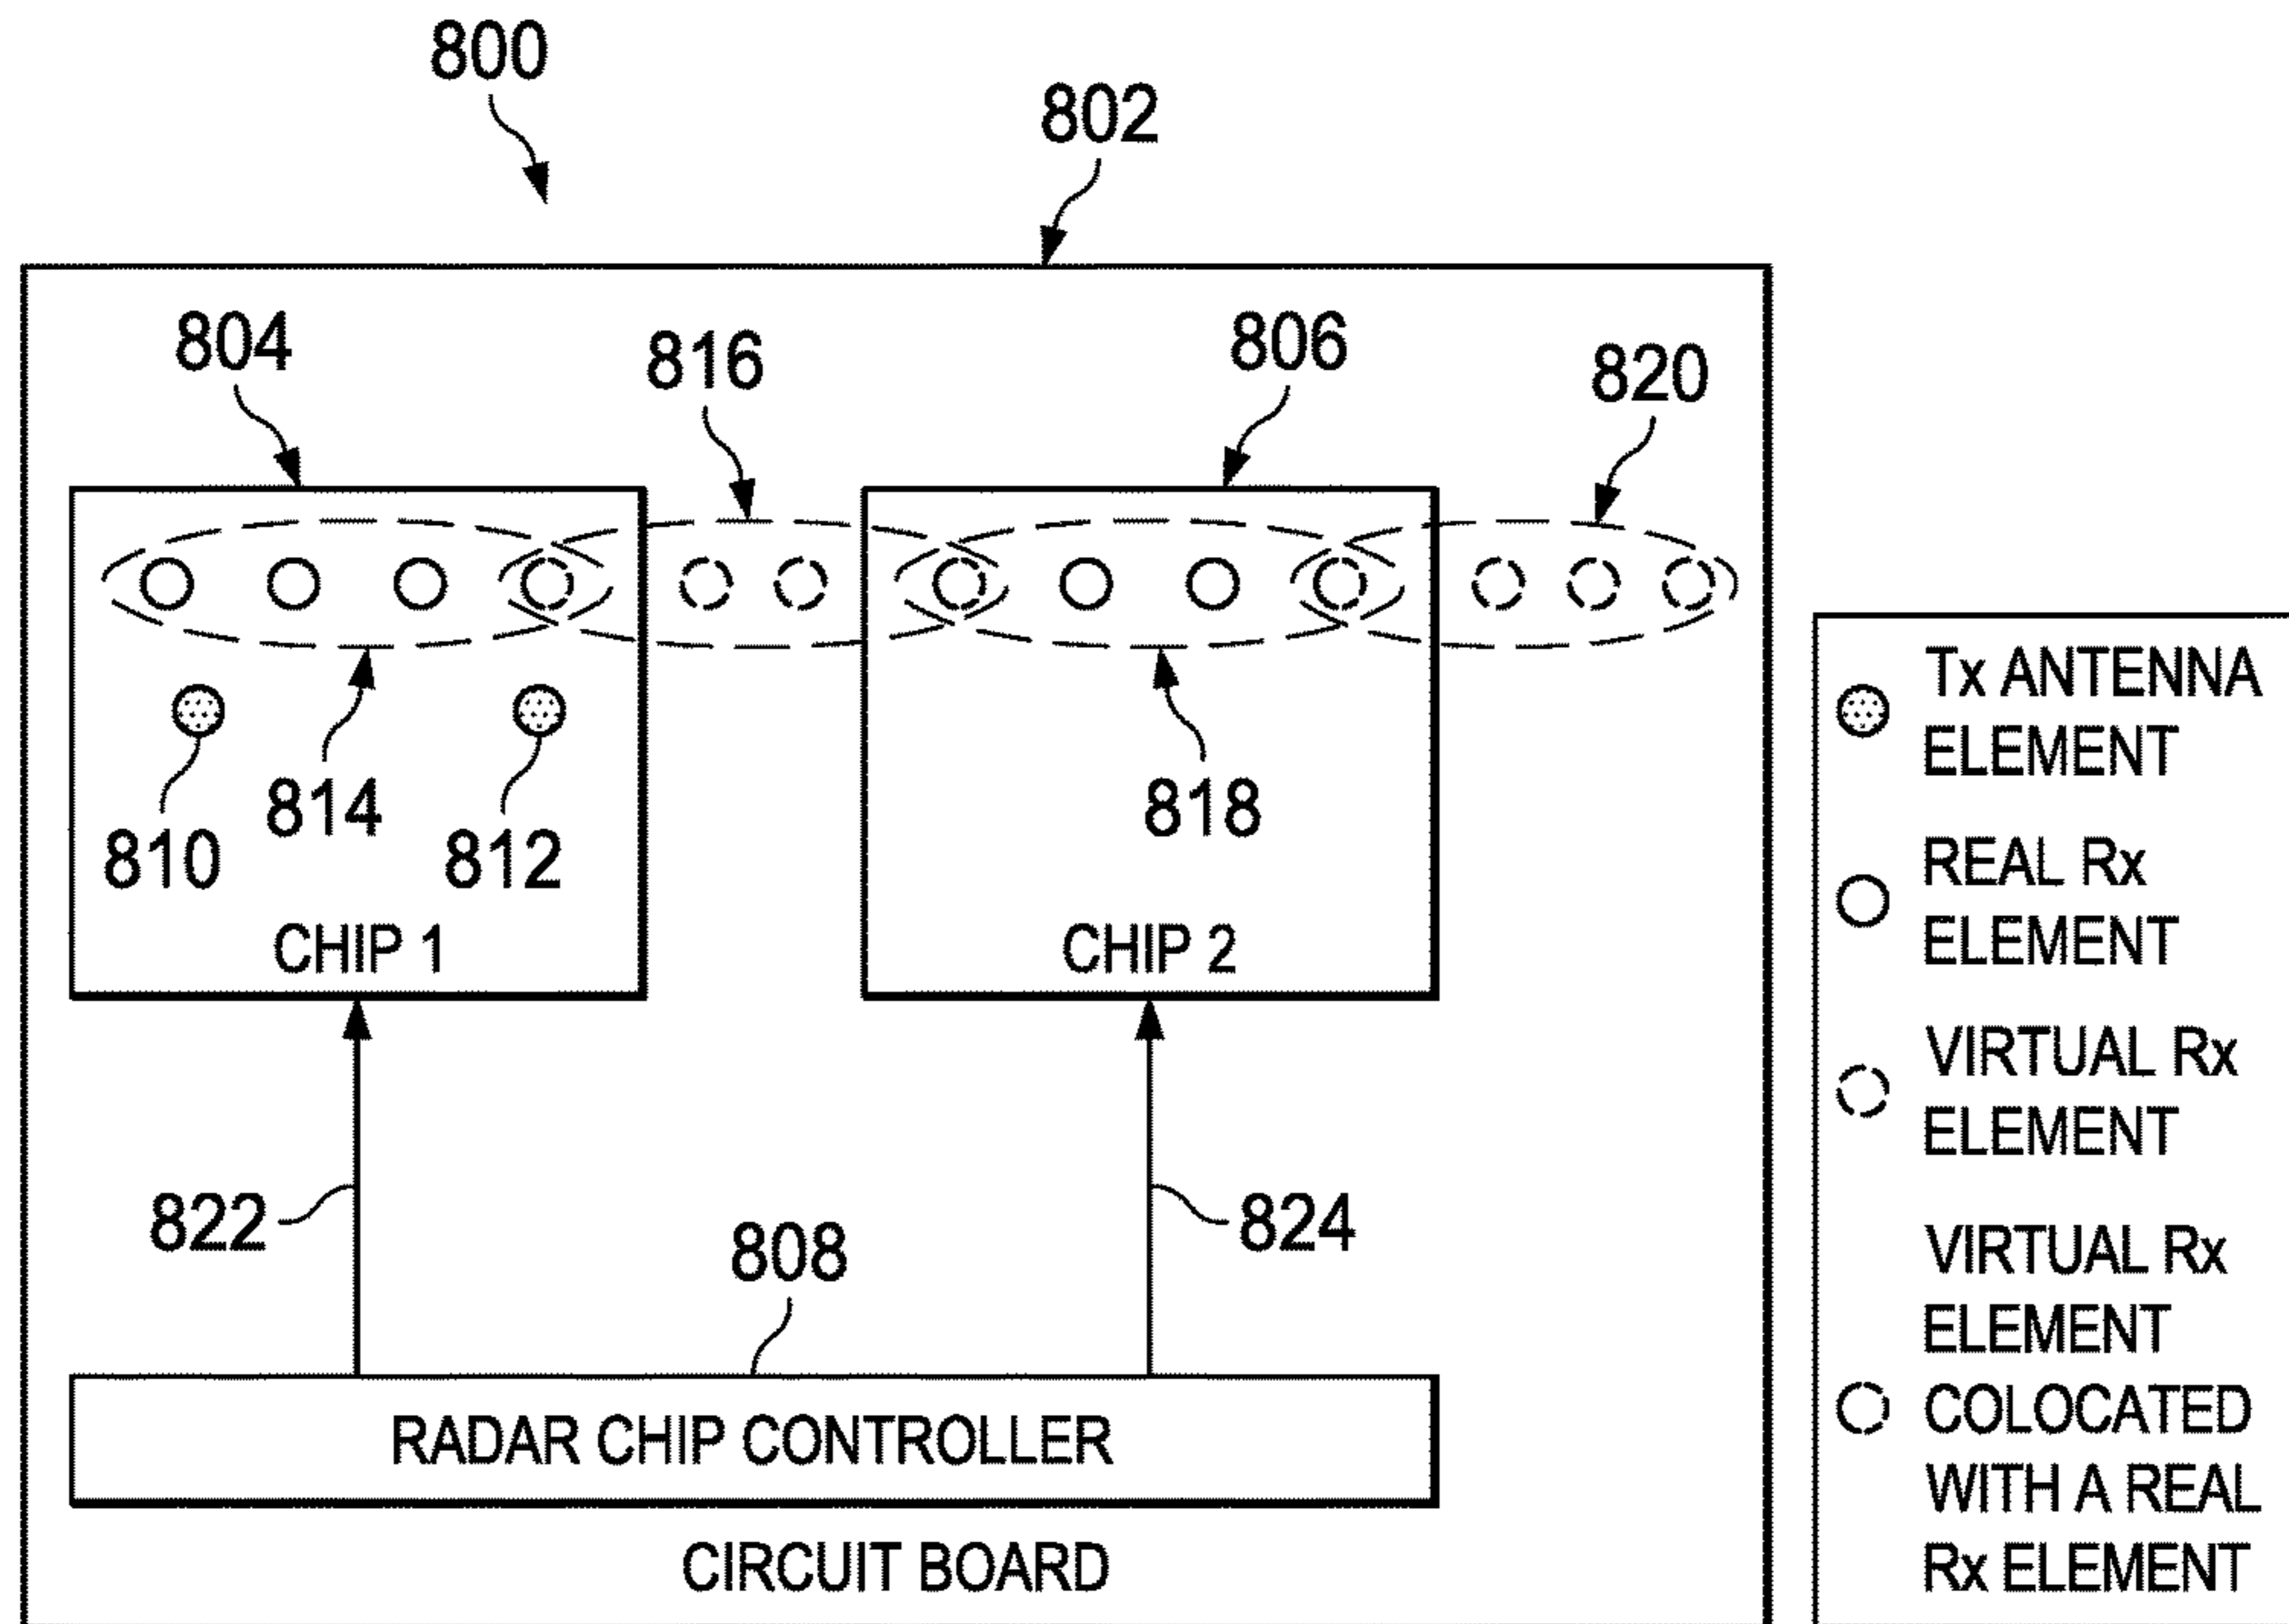 800
802
804
816
806
820
810
814
812
818
CHIP 1
CHIP 2
822
808
824
RADAR CHIP CONTROLLER
CIRCUIT BOARD
Tx ANTENNA
ELEMENT
REAL Rx
ELEMENT
VIRTUAL Rx
ELEMENT
VIRTUAL Rx
ELEMENT
COLOCATED
WITH A REAL
Rx ELEMENT